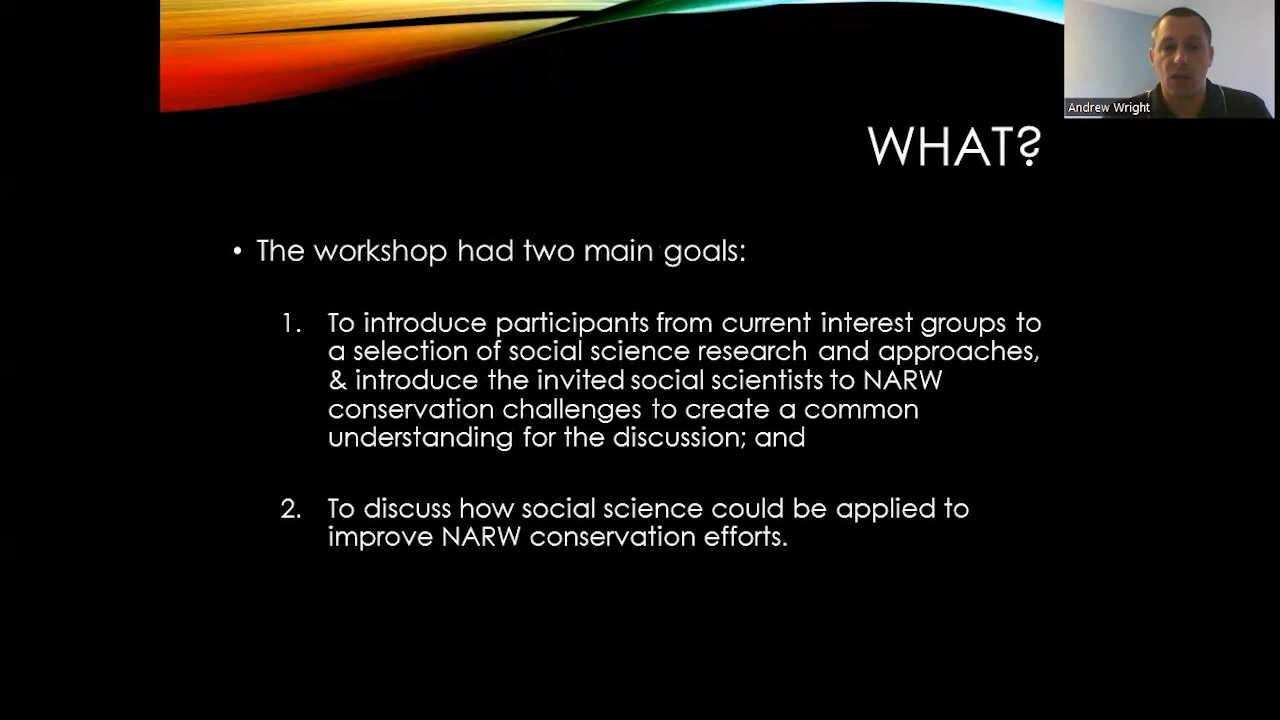 Andrew Wright
WHAT?
• The workshop had two main goals:
1. To introduce participants from current interest groups to
a selection of social science research and approaches,
& introduce the invited social scientists to NARW
conservation challenges to create a common
understanding for the discussion; and
2. To discuss how social science could be applied to
improve NARW conservation efforts.